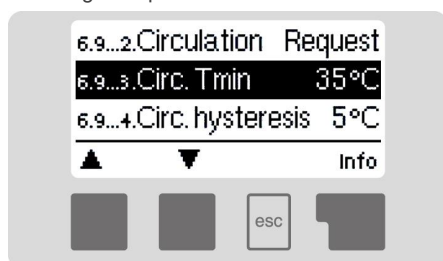 6.9...2.Circulation Request
6.9...3.Circ. Tmin 35°C
6.9...4.Circ. hysteresis 5°C
▲ ▼ Info
esc